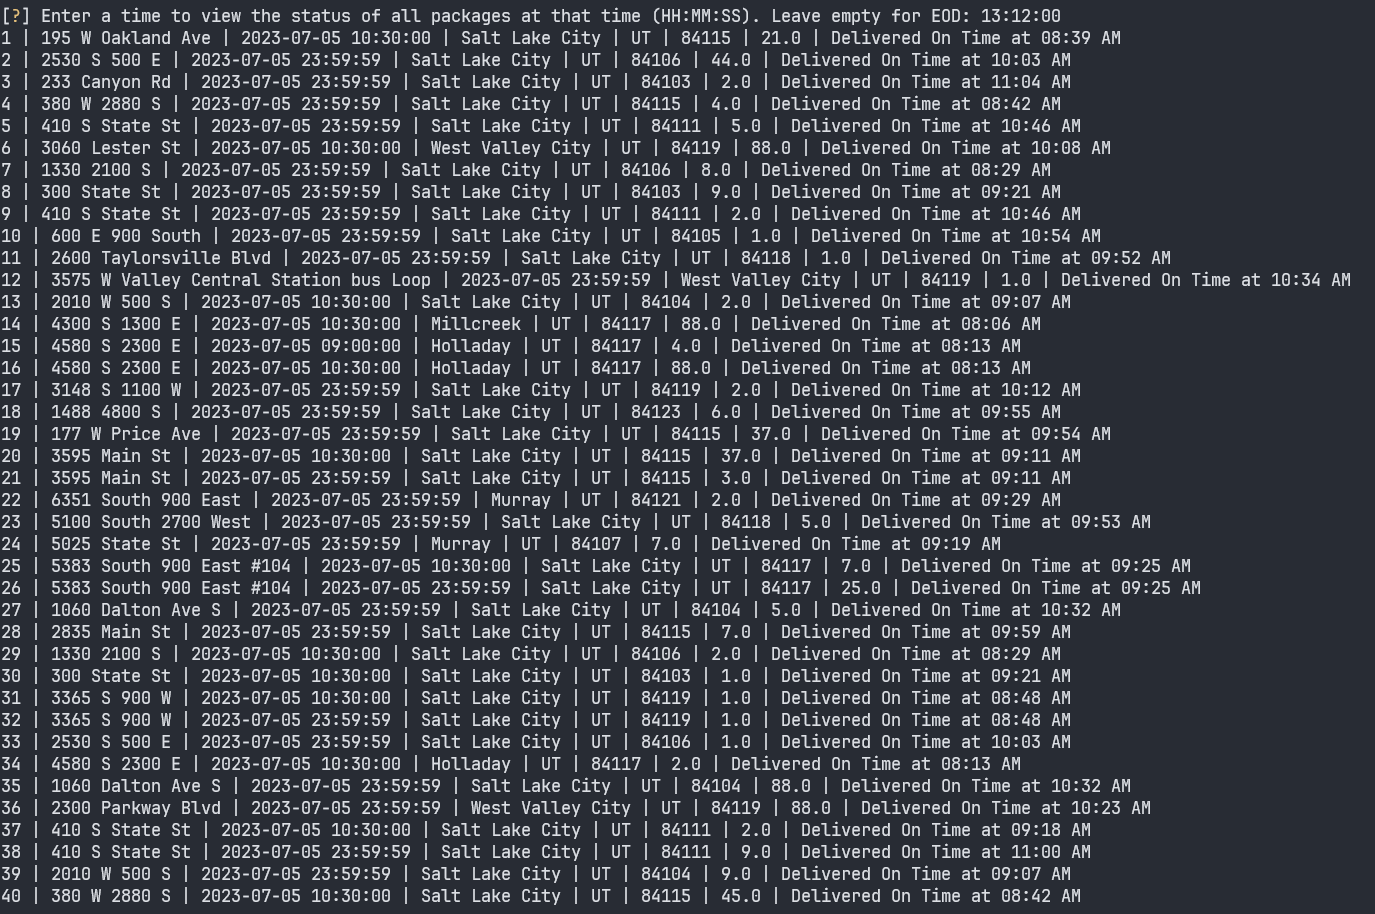 [?] Enter a time to view the status of all packages at that time (HH:MM:SS). Leave empty for EOD: 13:12:00
1 | 195 W Oakland Ave | 2023-07-05 10:30:00 | Salt Lake City | UT | 84115 | 21.0 | Delivered On Time at 08:39 AM
2 | 2530 S 500 E | 2023-07-05 23:59:59 | Salt Lake City | UT | 84106 | 44.0 | Delivered On Time at 10:03 AM
3 | 233 Canyon Rd | 2023-07-05 23:59:59 | Salt Lake City | UT | 84103 | 2.0 | Delivered On Time at 11:04 AM
4 | 380 W 2880 S | 2023-07-05 23:59:59 | Salt Lake City | UT | 84115 | 4.0 | Delivered On Time at 08:42 AM
5 | 410 S State St | 2023-07-05 23:59:59 | Salt Lake City | UT | 84111 | 5.0 | Delivered On Time at 10:46 AM
6 | 3060 Lester St | 2023-07-05 10:30:00 | West Valley City | UT | 84119 | 88.0 | Delivered On Time at 10:08 AM
7 | 1330 2100 S | 2023-07-05 23:59:59 | Salt Lake City | UT | 84106 | 8.0 | Delivered On Time at 08:29 AM
8 | 300 State St | 2023-07-05 23:59:59 | Salt Lake City | UT | 84103 | 9.0 | Delivered On Time at 09:21 AM
9 | 410 S State St | 2023-07-05 23:59:59 | Salt Lake City | UT | 84111 | 2.0 | Delivered On Time at 10:46 AM
10 | 600 E 900 South | 2023-07-05 23:59:59 | Salt Lake City | UT | 84105 | 1.0 | Delivered On Time at 10:54 AM
11 | 2600 Taylorsville Blvd | 2023-07-05 23:59:59 | Salt Lake City | UT | 84118 | 1.0 | Delivered On Time at 09:52 AM
12 | 3575 W Valley Central Station bus Loop | 2023-07-05 23:59:59 | West Valley City | UT | 84119 | 1.0 | Delivered On Time at 10:34 AM
13 | 2010 W 500 S | 2023-07-05 10:30:00 | Salt Lake City | UT | 84104 | 2.0 | Delivered On Time at 09:07 AM
14 | 4300 S 1300 E | 2023-07-05 10:30:00 | Millcreek | UT | 84117 | 88.0 | Delivered On Time at 08:06 AM
15 | 4580 S 2300 E | 2023-07-05 09:00:00 | Holladay | UT | 84117 | 4.0 | Delivered On Time at 08:13 AM
16 | 4580 S 2300 E | 2023-07-05 10:30:00 | Holladay | UT | 84117 | 88.0 | Delivered On Time at 08:13 AM
17 | 3148 S 1100 W | 2023-07-05 23:59:59 | Salt Lake City | UT | 84119 | 2.0 | Delivered On Time at 10:12 AM
18 | 1488 4800 S | 2023-07-05 23:59:59 | Salt Lake City | UT | 84123 | 6.0 | Delivered On Time at 09:55 AM
19 | 177 W Price Ave | 2023-07-05 23:59:59 | Salt Lake City | UT | 84115 | 37.0 | Delivered On Time at 09:54 AM
20 | 3595 Main St | 2023-07-05 10:30:00 | Salt Lake City | UT | 84115 | 37.0 | Delivered On Time at 09:11 AM
21 | 3595 Main St | 2023-07-05 23:59:59 | Salt Lake City | UT | 84115 | 3.0 | Delivered On Time at 09:11 AM
22 | 6351 South 900 East | 2023-07-05 23:59:59 | Murray | UT | 84121 | 2.0 | Delivered On Time at 09:29 AM
23 | 5100 South 2700 West | 2023-07-05 23:59:59 | Salt Lake City | UT | 84118 | 5.0 | Delivered On Time at 09:53 AM
24 | 5025 State St | 2023-07-05 23:59:59 | Murray | UT | 84107 | 7.0 | Delivered On Time at 09:19 AM
25 | 5383 South 900 East #104 | 2023-07-05 10:30:00 | Salt Lake City | UT | 84117 | 7.0 | Delivered On Time at 09:25 AM
26 | 5383 South 900 East #104 | 2023-07-05 23:59:59 | Salt Lake City | UT | 84117 | 25.0 | Delivered On Time at 09:25 AM
27 | 1060 Dalton Ave S | 2023-07-05 23:59:59 | Salt Lake City | UT | 84104 | 5.0 | Delivered On Time at 10:32 AM
28 | 2835 Main St | 2023-07-05 23:59:59 | Salt Lake City | UT | 84115 | 7.0 | Delivered On Time at 09:59 AM
29 | 1330 2100 S | 2023-07-05 10:30:00 | Salt Lake City | UT | 84106 | 2.0 | Delivered On Time at 08:29 AM
30 | 300 State St | 2023-07-05 10:30:00 | Salt Lake City | UT | 84103 | 1.0 | Delivered On Time at 09:21 AM
31 | 3365 S 900 W | 2023-07-05 10:30:00 | Salt Lake City | UT | 84119 | 1.0 | Delivered On Time at 08:48 AM
32 | 3365 S 900 W | 2023-07-05 23:59:59 | Salt Lake City | UT | 84119 | 1.0 | Delivered On Time at 08:48 AM
33 | 2530 S 500 E | 2023-07-05 23:59:59 | Salt Lake City | UT | 84106 | 1.0 | Delivered On Time at 10:03 AM
34 | 4580 S 2300 E | 2023-07-05 10:30:00 | Holladay | UT | 84117 | 2.0 | Delivered On Time at 08:13 AM
35 | 1060 Dalton Ave S | 2023-07-05 23:59:59 | Salt Lake City | UT | 84104 | 88.0 | Delivered On Time at 10:32 AM
36 | 2300 Parkway Blvd | 2023-07-05 23:59:59 | West Valley City | UT | 84119 | 88.0 | Delivered On Time at 10:23 AM
37 | 410 S State St | 2023-07-05 10:30:00 | Salt Lake City | UT | 84111 | 2.0 | Delivered On Time at 09:18 AM
38 | 410 S State St | 2023-07-05 23:59:59 | Salt Lake City | UT | 84111 | 9.0 | Delivered On Time at 11:00 AM
39 | 2010 W 500 S | 2023-07-05 23:59:59 | Salt Lake City | UT | 84104 | 9.0 | Delivered On Time at 09:07 AM
40 | 380 W 2880 S | 2023-07-05 10:30:00 | Salt Lake City | UT | 84115 | 45.0 | Delivered On Time at 08:42 AM